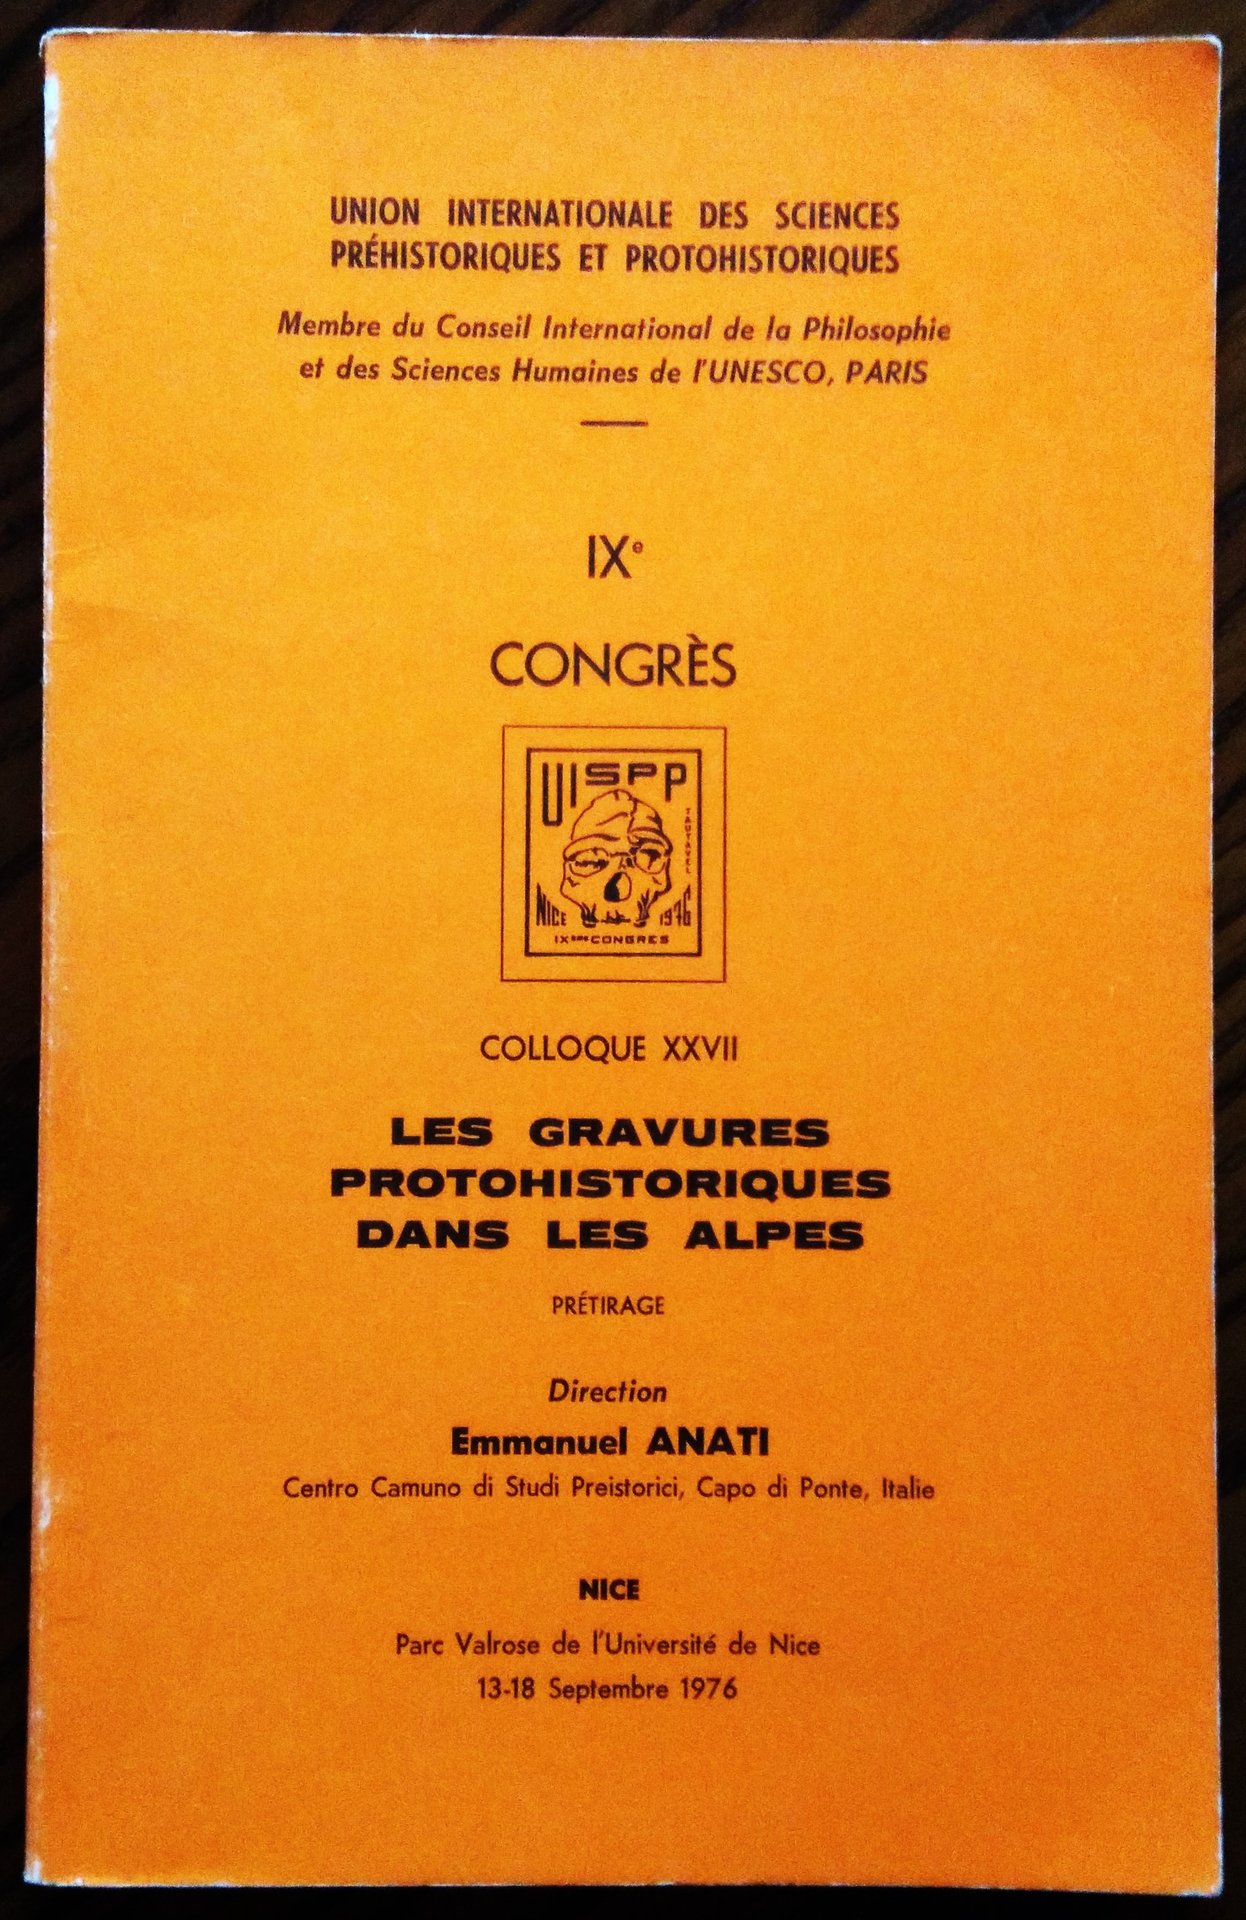 UNION INTERNATIONALE DES SCIENCES
PRÉHISTORIQUES ET PROTOHISTORIQUES
Membre du Conseil International de la Philosophie
et des Sciences Humaines de l'UNESCO, PARIS
IXe
CONGRÈS
UISPP
TAUTAVEL
NICE 1976
IXeme CONGRES
COLLOQUE XXVII
LES GRAVURES
PROTOHISTORIQUES
DANS LES ALPES
PRÉTIRAGE
Direction
Emmanuel ANATI
Centro Camuno di Studi Preistorici, Capo di Ponte, Italie
NICE
Parc Valrose de l'Université de Nice
13-18 Septembre 1976